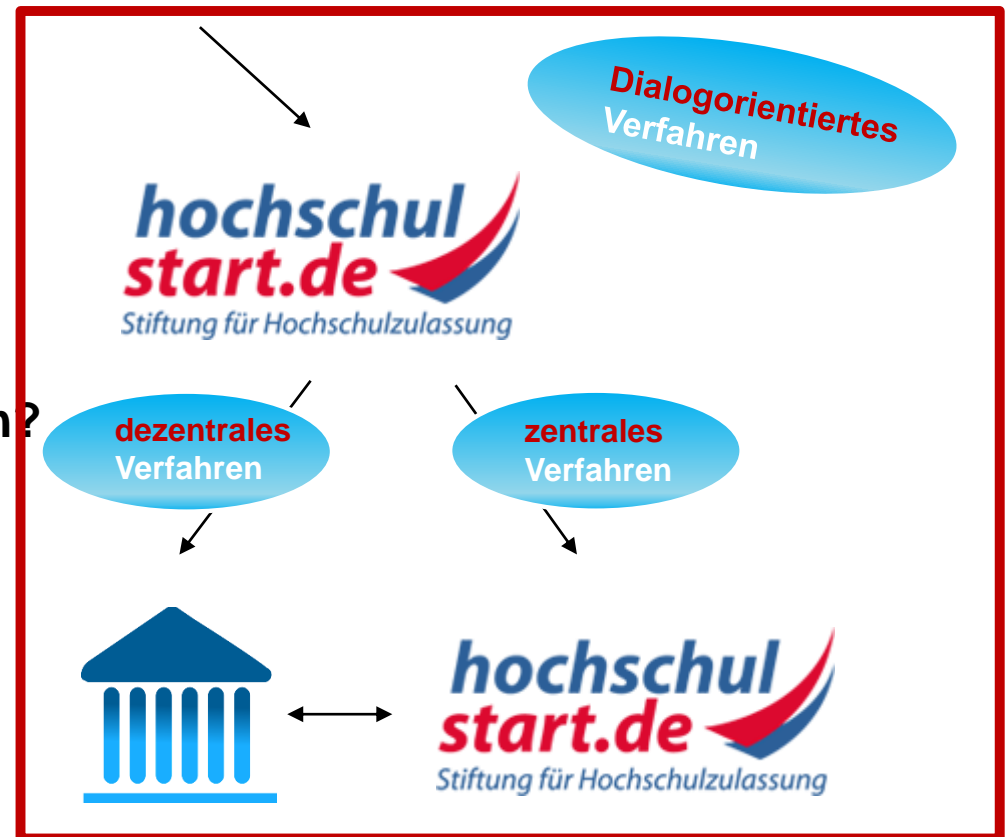 Dialogorientiertes
Verfahren
hochschul
start.de
Stiftung für Hochschulzulassung
n?
dezentrales
Verfahren
zentrales
Verfahren
hochschul
start.de
Stiftung für Hochschulzulassung